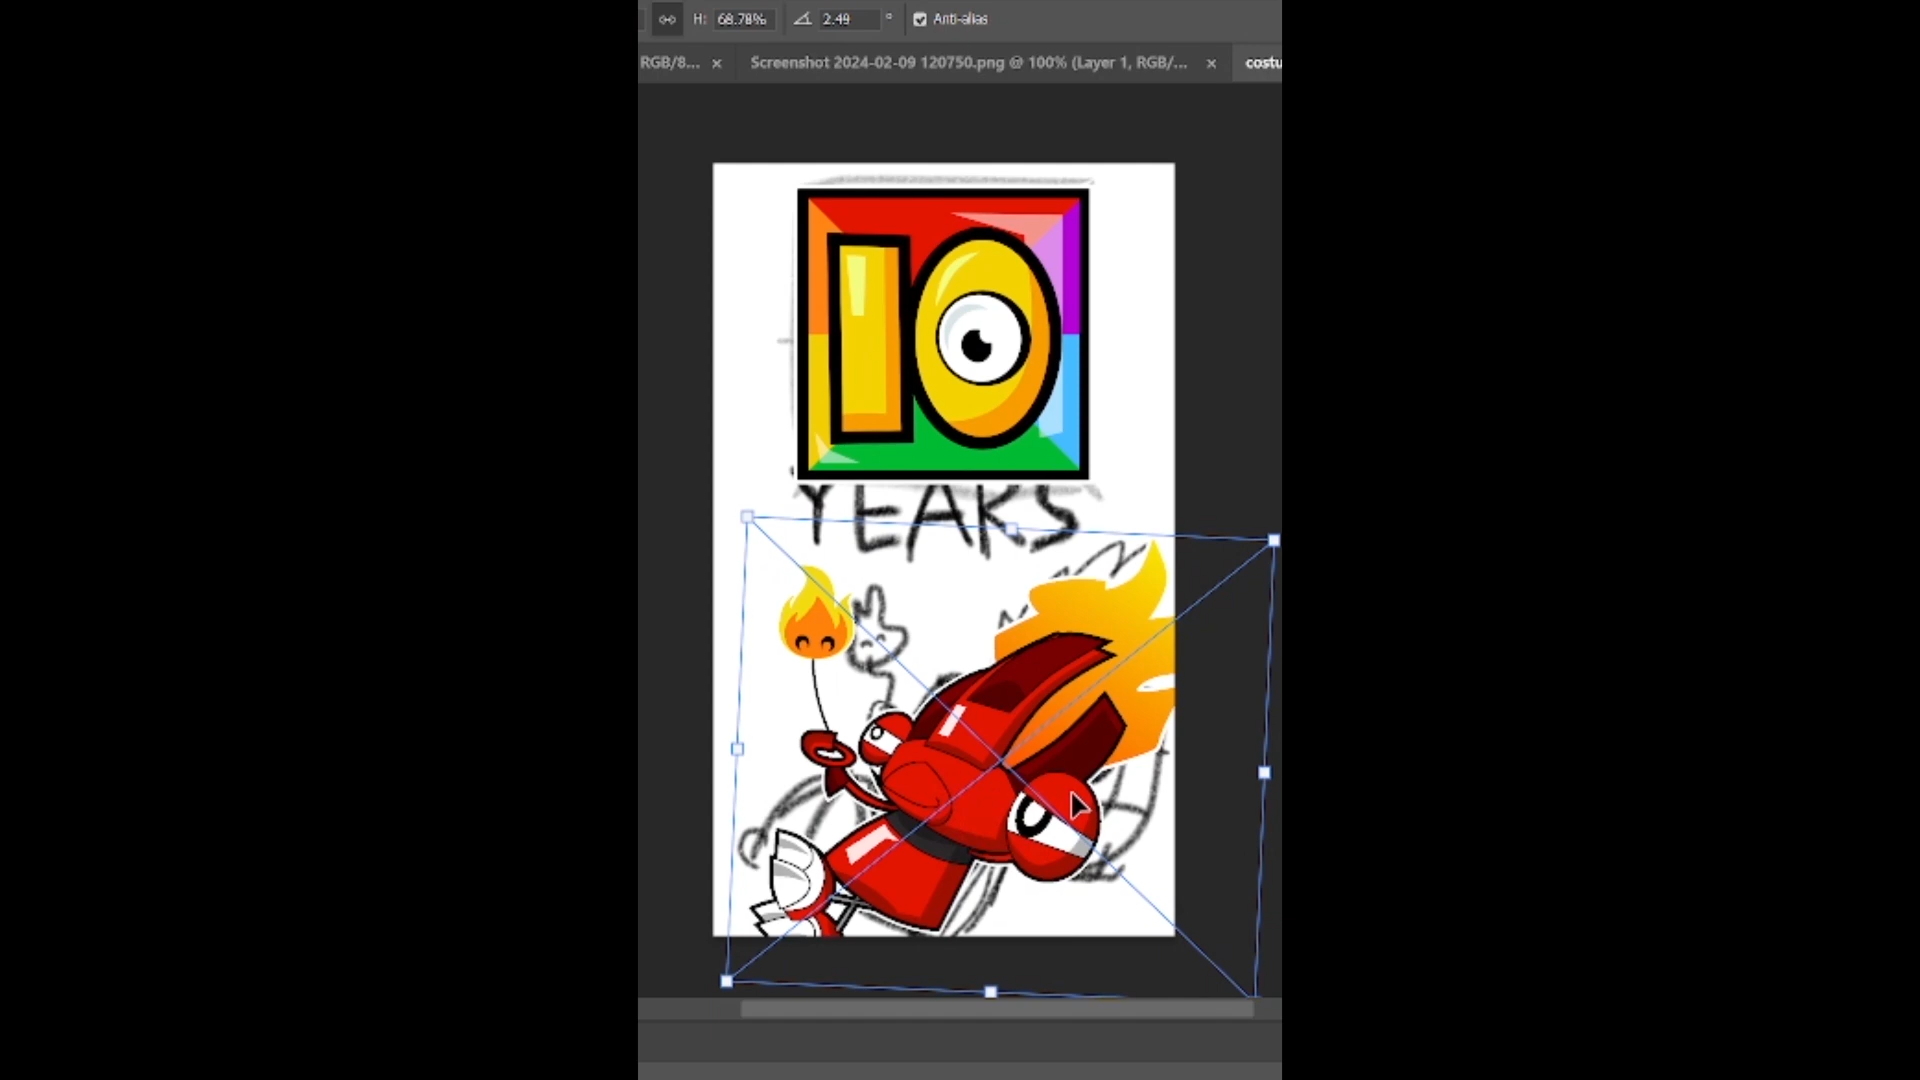 H: 68.78% 2.49 ° Anti-alias
RGB/8... × Screenshot 2024-02-09 120750.png @ 100% (Layer 1, RGB/... × costu
10
YEARS